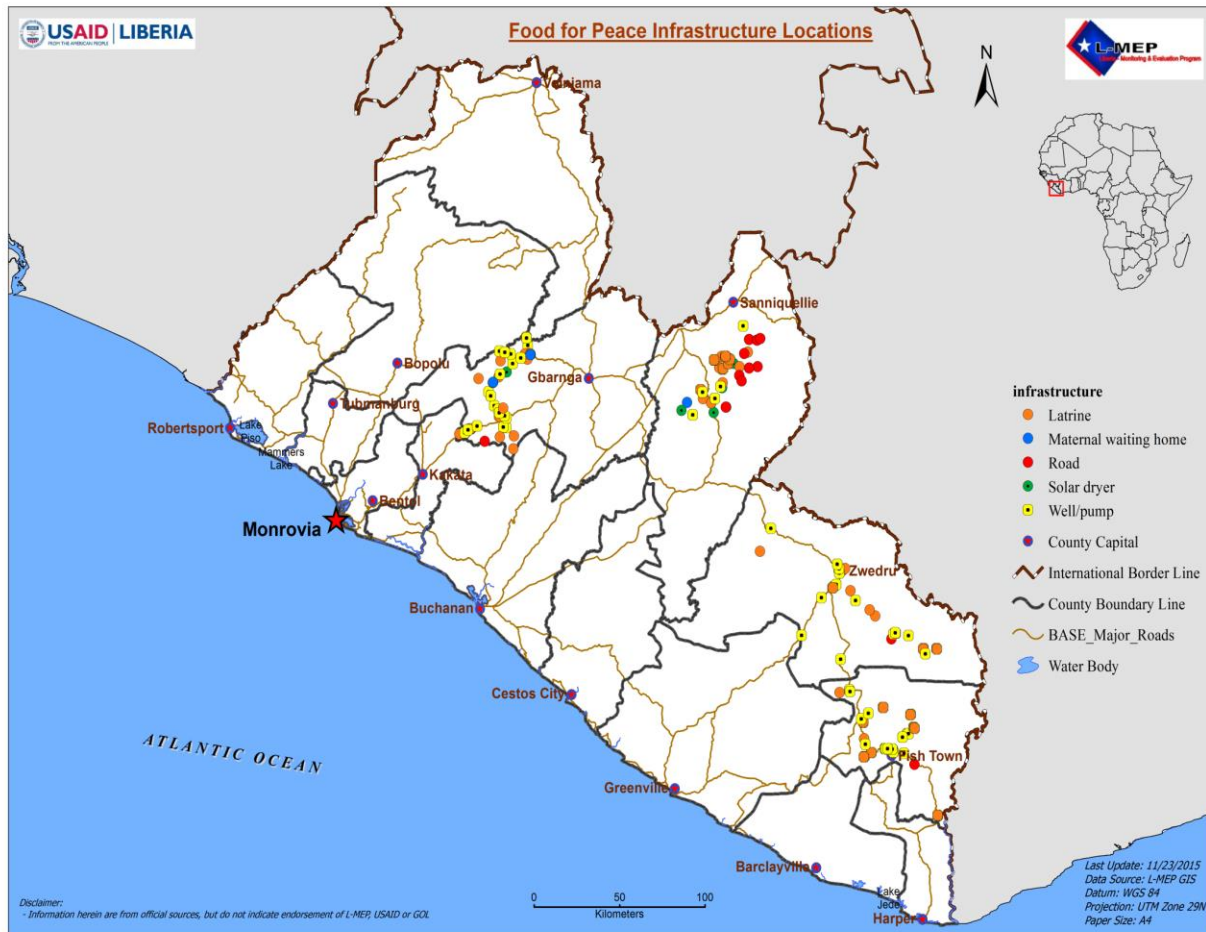 USAID | LIBERIA
FROM THE AMERICAN PEOPLE
Food for Peace Infrastructure Locations
L-MEP
Liberia Monitoring & Evaluation Program
N
Voinjama
Sanniquellie
Bopolu
Gbarnga
Tubmanburg
Robertsport
Lake
Piso
Mammers
Lake
Kakata
Bentol
Monrovia
Buchanan
Zwedru
Cestos City
Fish Town
Greenville
Barclayville
Lake
Jede
Harper
ATLANTIC OCEAN
infrastructure
Latrine
Maternal waiting home
Road
Solar dryer
Well/pump
County Capital
International Border Line
County Boundary Line
BASE_Major_Roads
Water Body
0 50 100
Kilometers
Disclaimer:
- Information herein are from official sources, but do not indicate endorsement of L-MEP, USAID or GOL
Last Update: 11/23/2015
Data Source: L-MEP GIS
Datum: WGS 84
Projection: UTM Zone 29N
Paper Size: A4